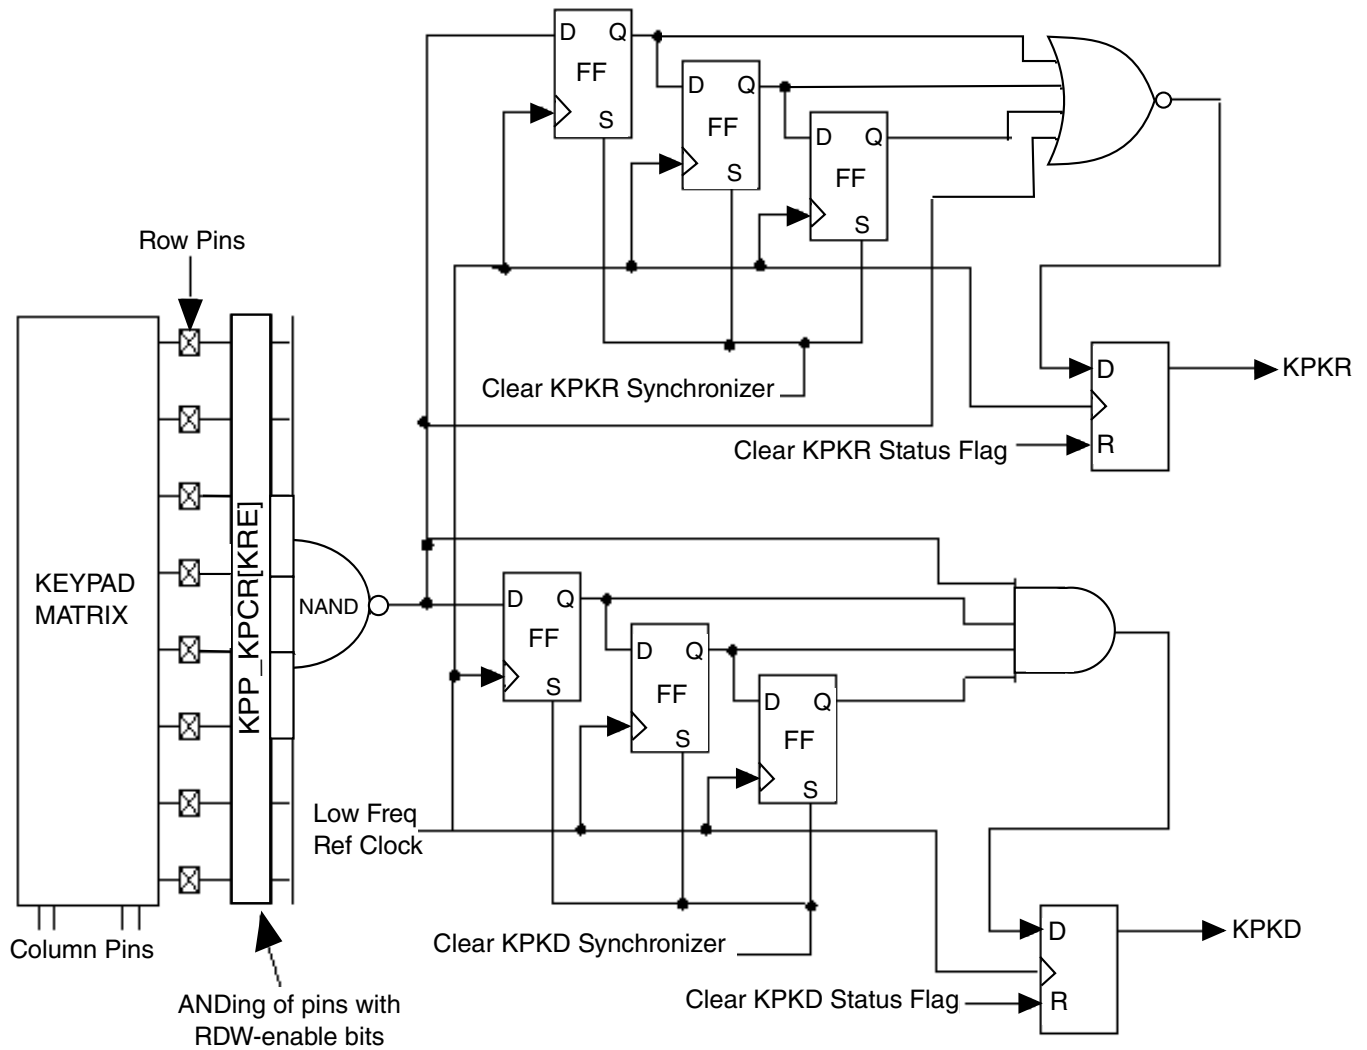 D Q
FF
S
D Q
FF
S
D Q
FF
S
Row Pins
Clear KPKR Synchronizer
D
R
KPKR
Clear KPKR Status Flag
KEYPAD
MATRIX
KPP_KPCR[KRE]
NAND
D Q
FF
S
D Q
FF
S
D Q
FF
S
Low Freq
Ref Clock
Clear KPKD Synchronizer
D
R
KPKD
Clear KPKD Status Flag
Column Pins
ANDing of pins with
RDW-enable bits